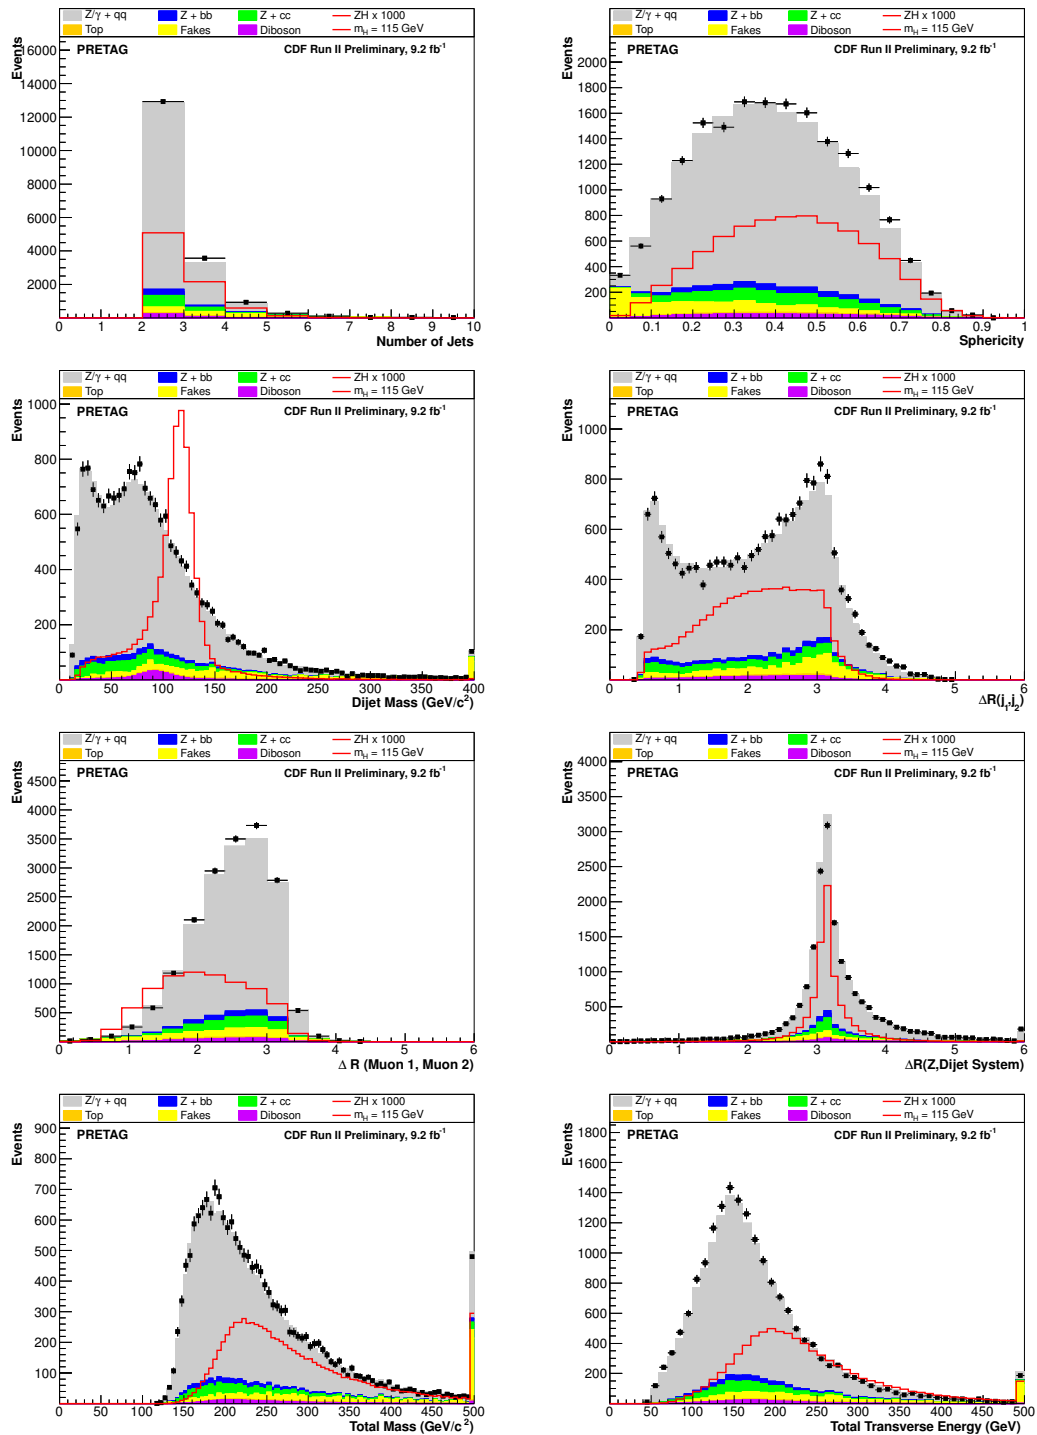 Z/γ + qq Z + bb Z + cc ZH x 1000
Top Fakes Diboson m_H = 115 GeV
PRETAG CDF Run II Preliminary, 9.2 fb⁻¹
Events
16000
14000
12000
10000
8000
6000
4000
2000
0 1 2 3 4 5 6 7 8 9 10
Number of Jets
Z/γ + qq Z + bb Z + cc ZH x 1000
Top Fakes Diboson m_H = 115 GeV
PRETAG CDF Run II Preliminary, 9.2 fb⁻¹
Events
2000
1800
1600
1400
1200
1000
800
600
400
200
0 0.1 0.2 0.3 0.4 0.5 0.6 0.7 0.8 0.9 1
Sphericity
Z/γ + qq Z + bb Z + cc ZH x 1000
Top Fakes Diboson m_H = 115 GeV
PRETAG CDF Run II Preliminary, 9.2 fb⁻¹
Events
1000
800
600
400
200
0 50 100 150 200 250 300 350 400
Dijet Mass (GeV/c²)
Z/γ + qq Z + bb Z + cc ZH x 1000
Top Fakes Diboson m_H = 115 GeV
PRETAG CDF Run II Preliminary, 9.2 fb⁻¹
Events
1000
800
600
400
200
0 1 2 3 4 5 6
ΔR(j₁,j₂)
Z/γ + qq Z + bb Z + cc ZH x 1000
Top Fakes Diboson m_H = 115 GeV
PRETAG CDF Run II Preliminary, 9.2 fb⁻¹
Events
4500
4000
3500
3000
2500
2000
1500
1000
500
0 1 2 3 4 5 6
Δ R (Muon 1, Muon 2)
Z/γ + qq Z + bb Z + cc ZH x 1000
Top Fakes Diboson m_H = 115 GeV
PRETAG CDF Run II Preliminary, 9.2 fb⁻¹
Events
4000
3500
3000
2500
2000
1500
1000
500
0 1 2 3 4 5 6
ΔR(Z,Dijet System)
Z/γ + qq Z + bb Z + cc ZH x 1000
Top Fakes Diboson m_H = 115 GeV
PRETAG CDF Run II Preliminary, 9.2 fb⁻¹
Events
900
800
700
600
500
400
300
200
100
0 50 100 150 200 250 300 350 400 450 500
Total Mass (GeV/c²)
Z/γ + qq Z + bb Z + cc ZH x 1000
Top Fakes Diboson m_H = 115 GeV
PRETAG CDF Run II Preliminary, 9.2 fb⁻¹
Events
1800
1600
1400
1200
1000
800
600
400
200
0 50 100 150 200 250 300 350 400 450 500
Total Transverse Energy (GeV)